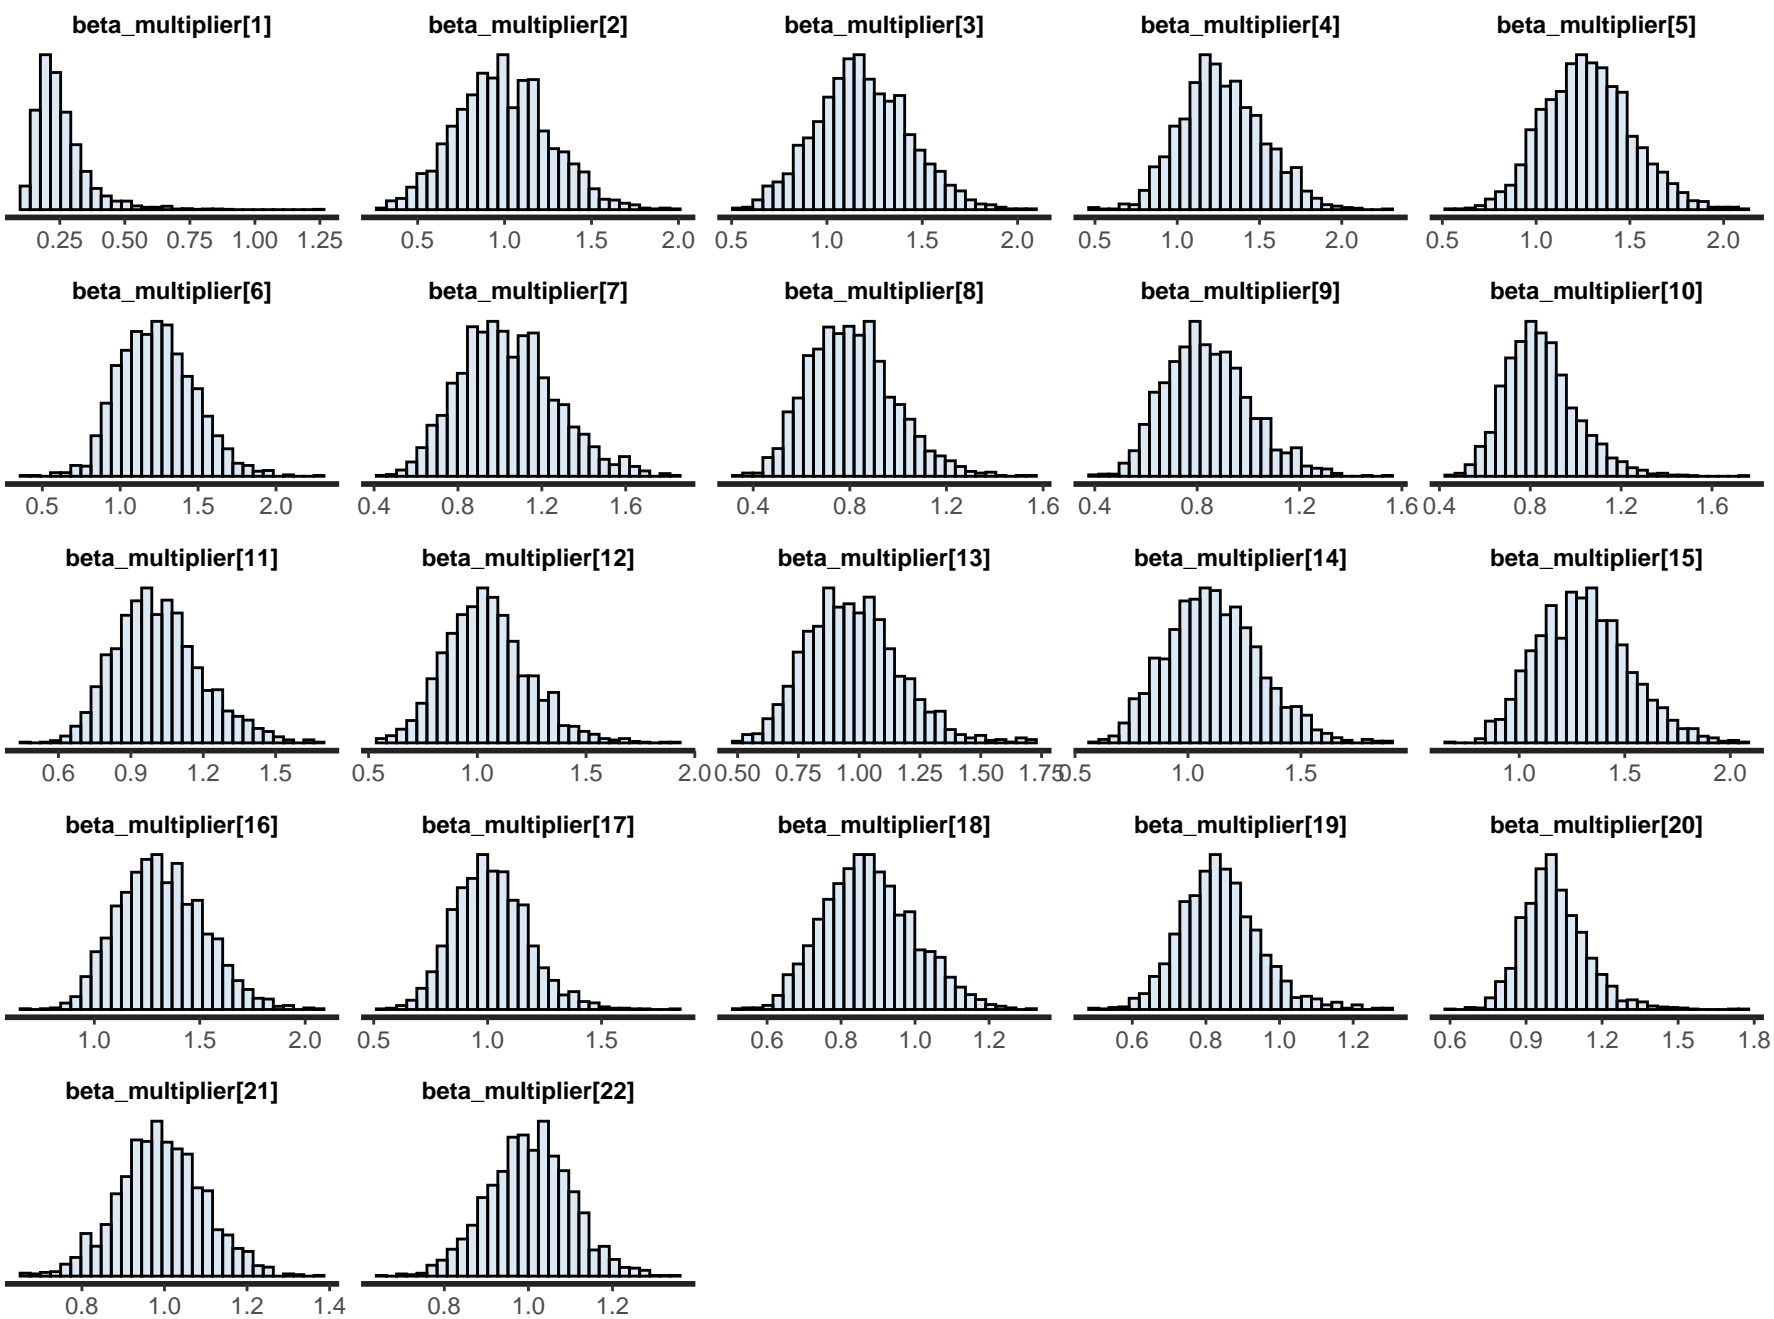 beta_multiplier[1] beta_multiplier[2] beta_multiplier[3] beta_multiplier[4] beta_multiplier[5]
0.25 0.50 0.75 1.00 1.25 0.5 1.0 1.5 2.0 0.5 1.0 1.5 2.0 0.5 1.0 1.5 2.0 0.5 1.0 1.5 2.0
beta_multiplier[6] beta_multiplier[7] beta_multiplier[8] beta_multiplier[9] beta_multiplier[10]
0.5 1.0 1.5 2.0 0.4 0.8 1.2 1.6 0.4 0.8 1.2 1.6 0.4 0.8 1.2 1.6 0.4 0.8 1.2 1.6
beta_multiplier[11] beta_multiplier[12] beta_multiplier[13] beta_multiplier[14] beta_multiplier[15]
0.6 0.9 1.2 1.5 0.5 1.0 1.5 2.0 0.50 0.75 1.00 1.25 1.50 1.75 0.5 1.0 1.5 1.0 1.5 2.0
beta_multiplier[16] beta_multiplier[17] beta_multiplier[18] beta_multiplier[19] beta_multiplier[20]
1.0 1.5 2.0 0.5 1.0 1.5 0.6 0.8 1.0 1.2 0.6 0.8 1.0 1.2 0.6 0.9 1.2 1.5 1.8
beta_multiplier[21] beta_multiplier[22]
0.8 1.0 1.2 1.4 0.8 1.0 1.2